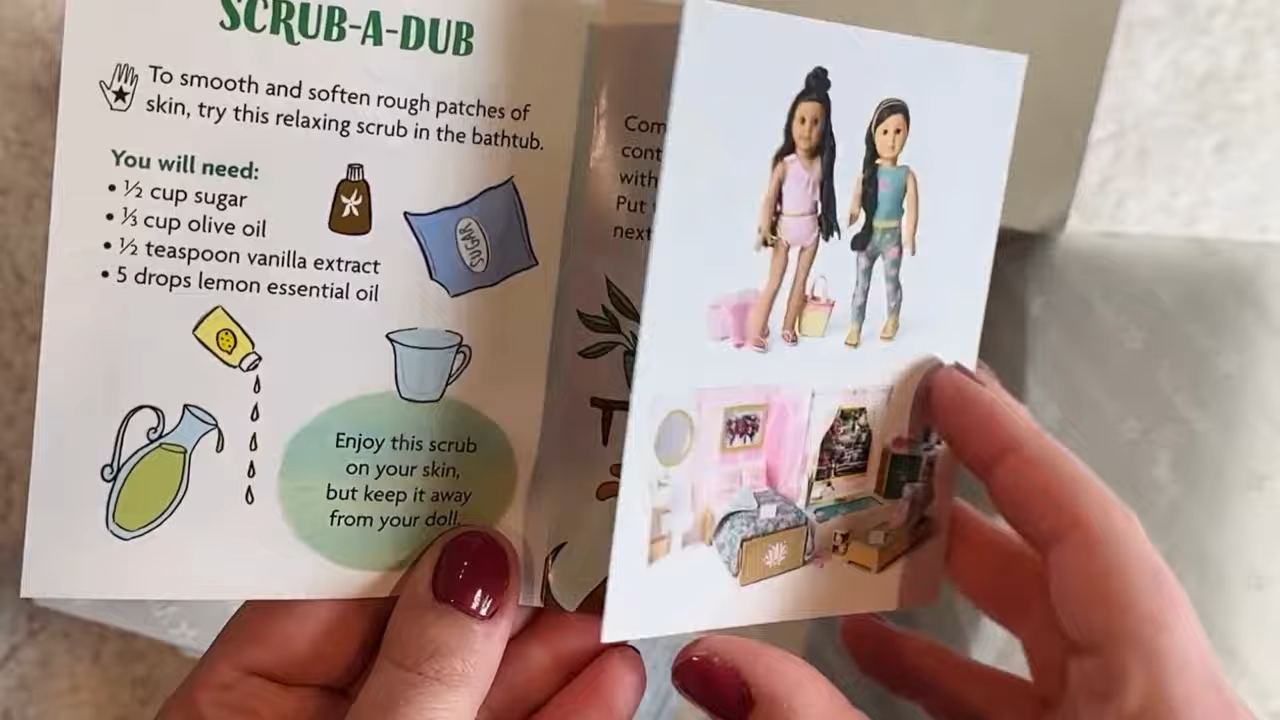 SCRUB-A-DUB
To smooth and soften rough patches of
skin, try this relaxing scrub in the bathtub.
You will need:
• ½ cup sugar
• ⅓ cup olive oil
• ½ teaspoon vanilla extract
• 5 drops lemon essential oil
SUGAR
Enjoy this scrub
on your skin,
but keep it away
from your doll.
Com
cont
with
Put
next